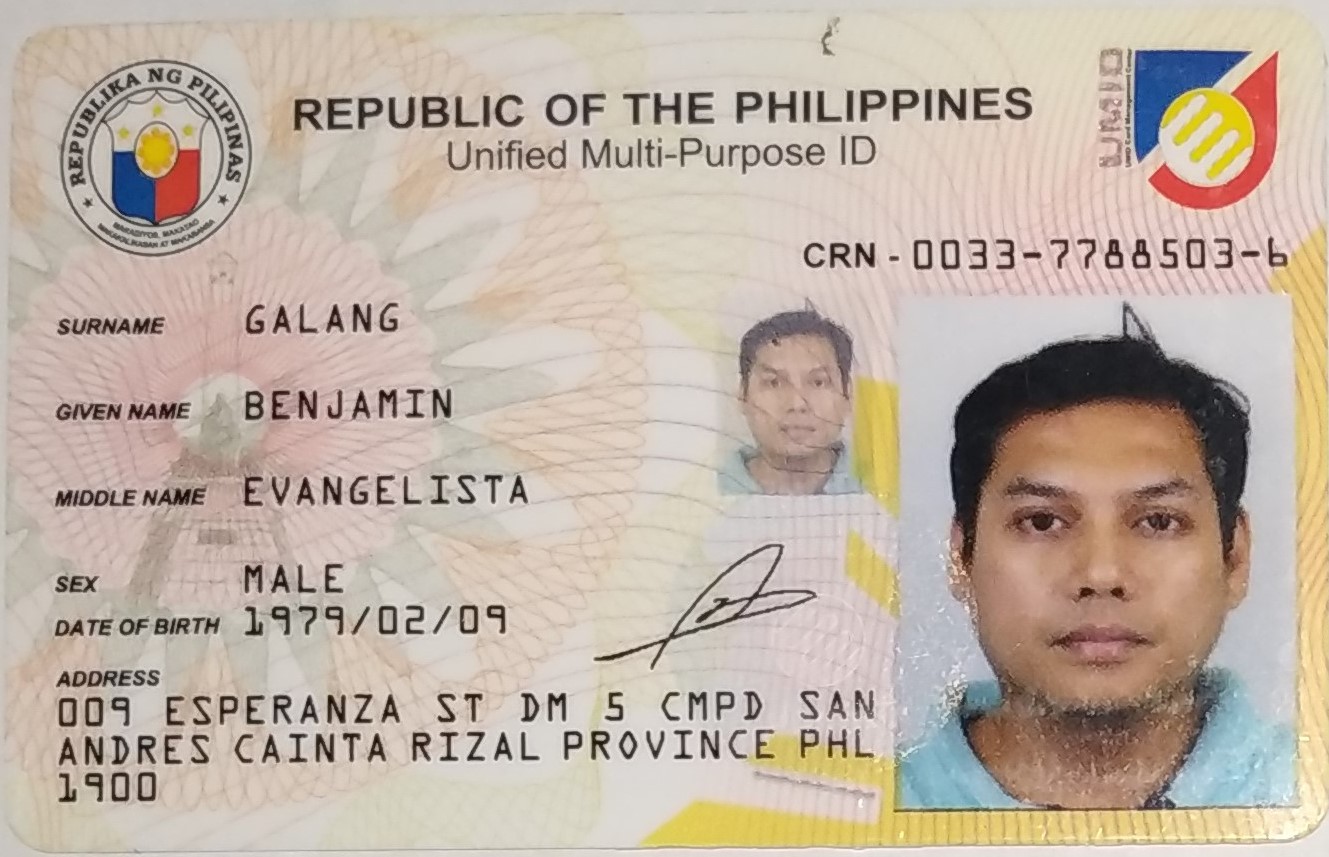 REPUBLIKA NG PILIPINAS
MAKADIYOS, MAKATAO
MAKAKALIKASAN AT MAKABANSA
REPUBLIC OF THE PHILIPPINES
Unified Multi-Purpose ID
UMID
UMID Card Management Center
CRN - 0033-7788503-6
SURNAME GALANG
GIVEN NAME BENJAMIN
MIDDLE NAME EVANGELISTA
SEX MALE
DATE OF BIRTH 1979/02/09
ADDRESS
009 ESPERANZA ST DM 5 CMPD SAN
ANDRES CAINTA RIZAL PROVINCE PHL
1900